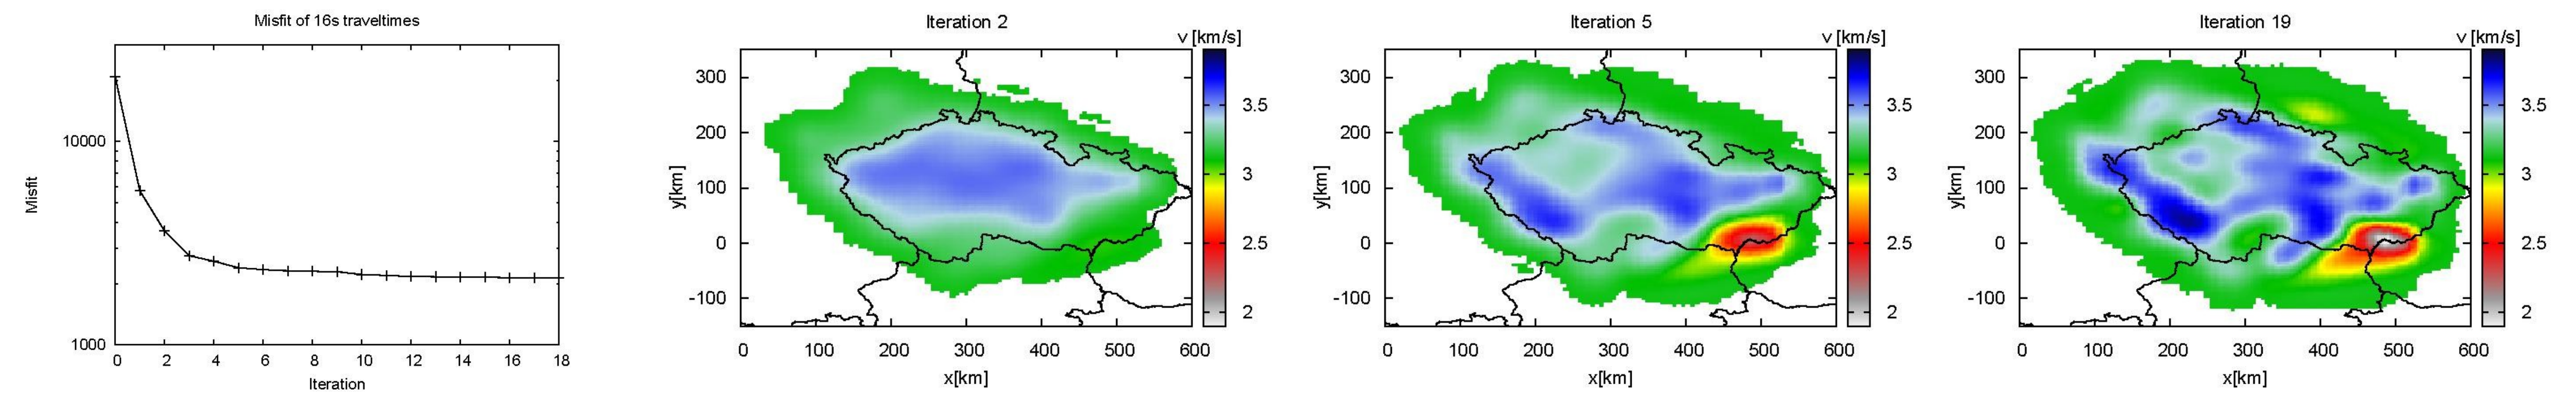 Misfit of 16s traveltimes
10000
1000
Misfit
0 2 4 6 8 10 12 14 16 18
Iteration
Iteration 2
v [km/s]
300
200
100
0
-100
y[km]
0 100 200 300 400 500 600
x[km]
3.5
3
2.5
2
Iteration 5
v [km/s]
300
200
100
0
-100
y[km]
0 100 200 300 400 500 600
x[km]
3.5
3
2.5
2
Iteration 19
v [km/s]
300
200
100
0
-100
y[km]
0 100 200 300 400 500 600
x[km]
3.5
3
2.5
2